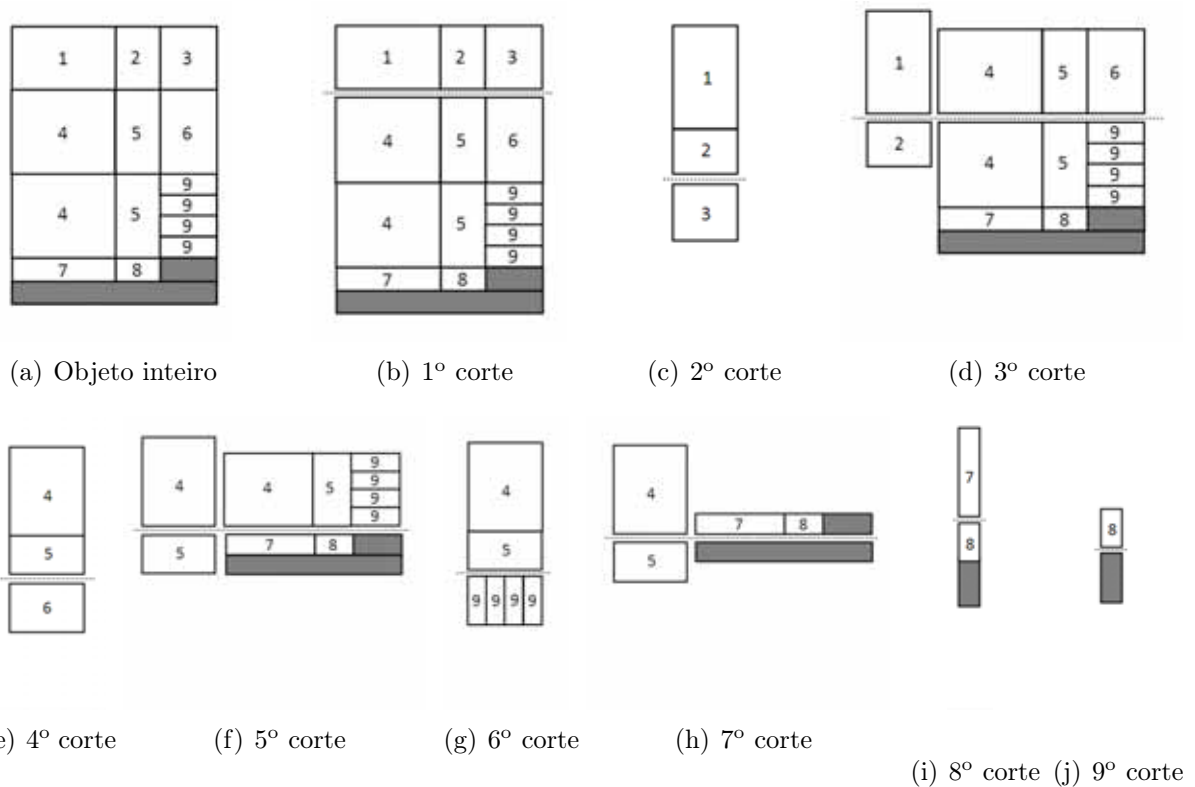 1 2 3
4 5 6
4 5 9
9
9
9
7 8
(a) Objeto inteiro
1 2 3
4 5 6
4 5 9
9
9
9
7 8
(b) 1º corte
1
2
3
(c) 2º corte
1 4 5 6
2 4 5 9
9
9
9
7 8
(d) 3º corte
4
5
6
e) 4º corte
4 4 5 9
9
9
9
5 7 8
(f) 5º corte
4
5
9 9 9 9
(g) 6º corte
4 7 8
5
(h) 7º corte
7
8
(i) 8º corte
8
(j) 9º corte